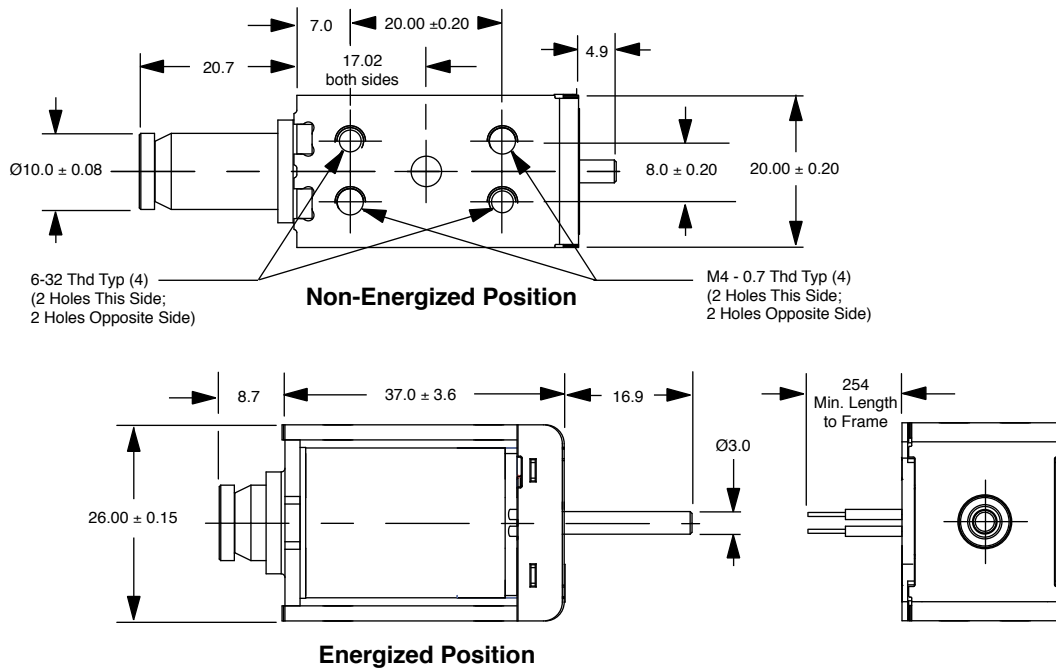 7.0
20.00 ±0.20
4.9
20.7
17.02
both sides
Ø10.0 ± 0.08
8.0 ± 0.20
20.00 ± 0.20
6-32 Thd Typ (4)
(2 Holes This Side;
2 Holes Opposite Side)
Non-Energized Position
M4 - 0.7 Thd Typ (4)
(2 Holes This Side;
2 Holes Opposite Side)
8.7
37.0 ± 3.6
16.9
254
Min. Length
to Frame
Ø3.0
26.00 ± 0.15
Energized Position